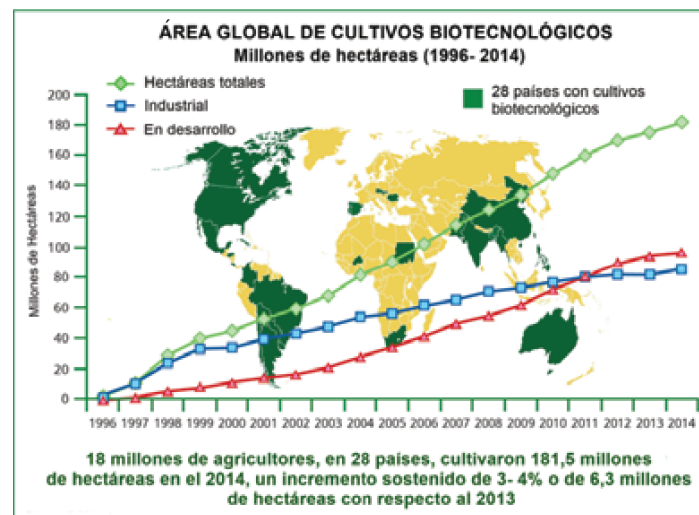 ÁREA GLOBAL DE CULTIVOS BIOTECNOLÓGICOS
Millones de hectáreas (1996- 2014)
Hectáreas totales
Industrial
En desarrollo
28 países con cultivos
biotecnológicos
Millones de Hectáreas
200
180
160
140
120
100
80
60
40
20
0
1996 1997 1998 1999 2000 2001 2002 2003 2004 2005 2006 2007 2008 2009 2010 2011 2012 2013 2014
18 millones de agricultores, en 28 países, cultivaron 181,5 millones
de hectáreas en el 2014, un incremento sostenido de 3- 4% o de 6,3 millones
de hectáreas con respecto al 2013